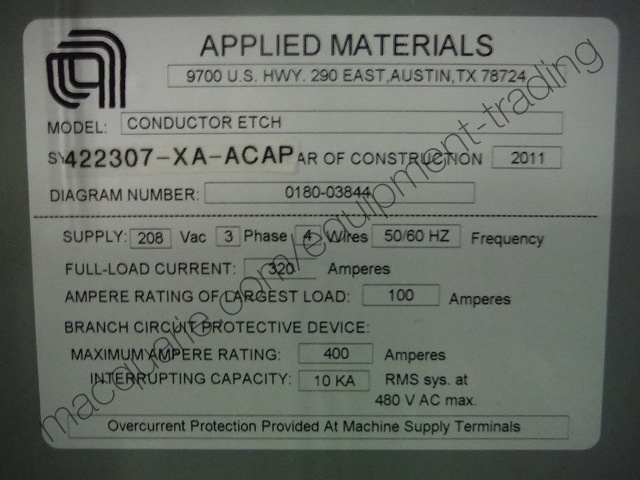 APPLIED MATERIALS
9700 U.S. HWY. 290 EAST,AUSTIN,TX 78724
MODEL: CONDUCTOR ETCH
SY422307-XA-ACAP AR OF CONSTRUCTION 2011
DIAGRAM NUMBER: 0180-03844
SUPPLY: 208 Vac 3 Phase 4 Wires 50/60 HZ Frequency
FULL-LOAD CURRENT: 320 Amperes
AMPERE RATING OF LARGEST LOAD: 100 Amperes
BRANCH CIRCUIT PROTECTIVE DEVICE:
MAXIMUM AMPERE RATING: 400 Amperes
INTERRUPTING CAPACITY: 10 KA RMS sys. at
480 V AC max.
Overcurrent Protection Provided At Machine Supply Terminals
macquarie.com/equipment-trading